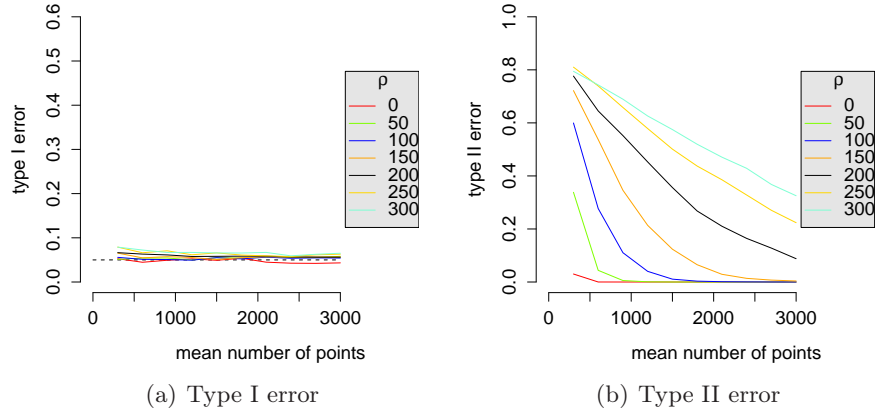 0.0 0.1 0.2 0.3 0.4 0.5 0.6
type I error
0 1000 2000 3000
mean number of points
ρ
0
50
100
150
200
250
300
(a) Type I error
0.0 0.2 0.4 0.6 0.8 1.0
type II error
0 1000 2000 3000
mean number of points
ρ
0
50
100
150
200
250
300
(b) Type II error